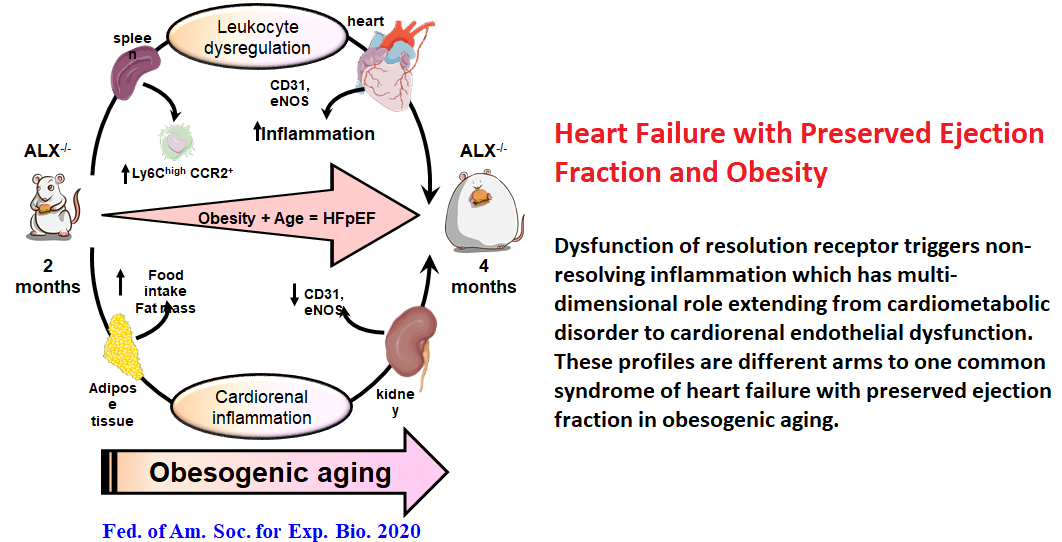 splee
n
Leukocyte
dysregulation
heart
CD31,
eNOS
Inflammation
ALX-/-
Ly6Chigh CCR2+
ALX-/-
Obesity + Age = HFpEF
2
months
Food
intake
Fat mass
CD31,
eNOS
4
months
Adipos
e
tissue
Cardiorenal
inflammation
kidne
y
Obesogenic aging
Fed. of Am. Soc. for Exp. Bio. 2020
Heart Failure with Preserved Ejection
Fraction and Obesity
Dysfunction of resolution receptor triggers non-
resolving inflammation which has multi-
dimensional role extending from cardiometabolic
disorder to cardiorenal endothelial dysfunction.
These profiles are different arms to one common
syndrome of heart failure with preserved ejection
fraction in obesogenic aging.